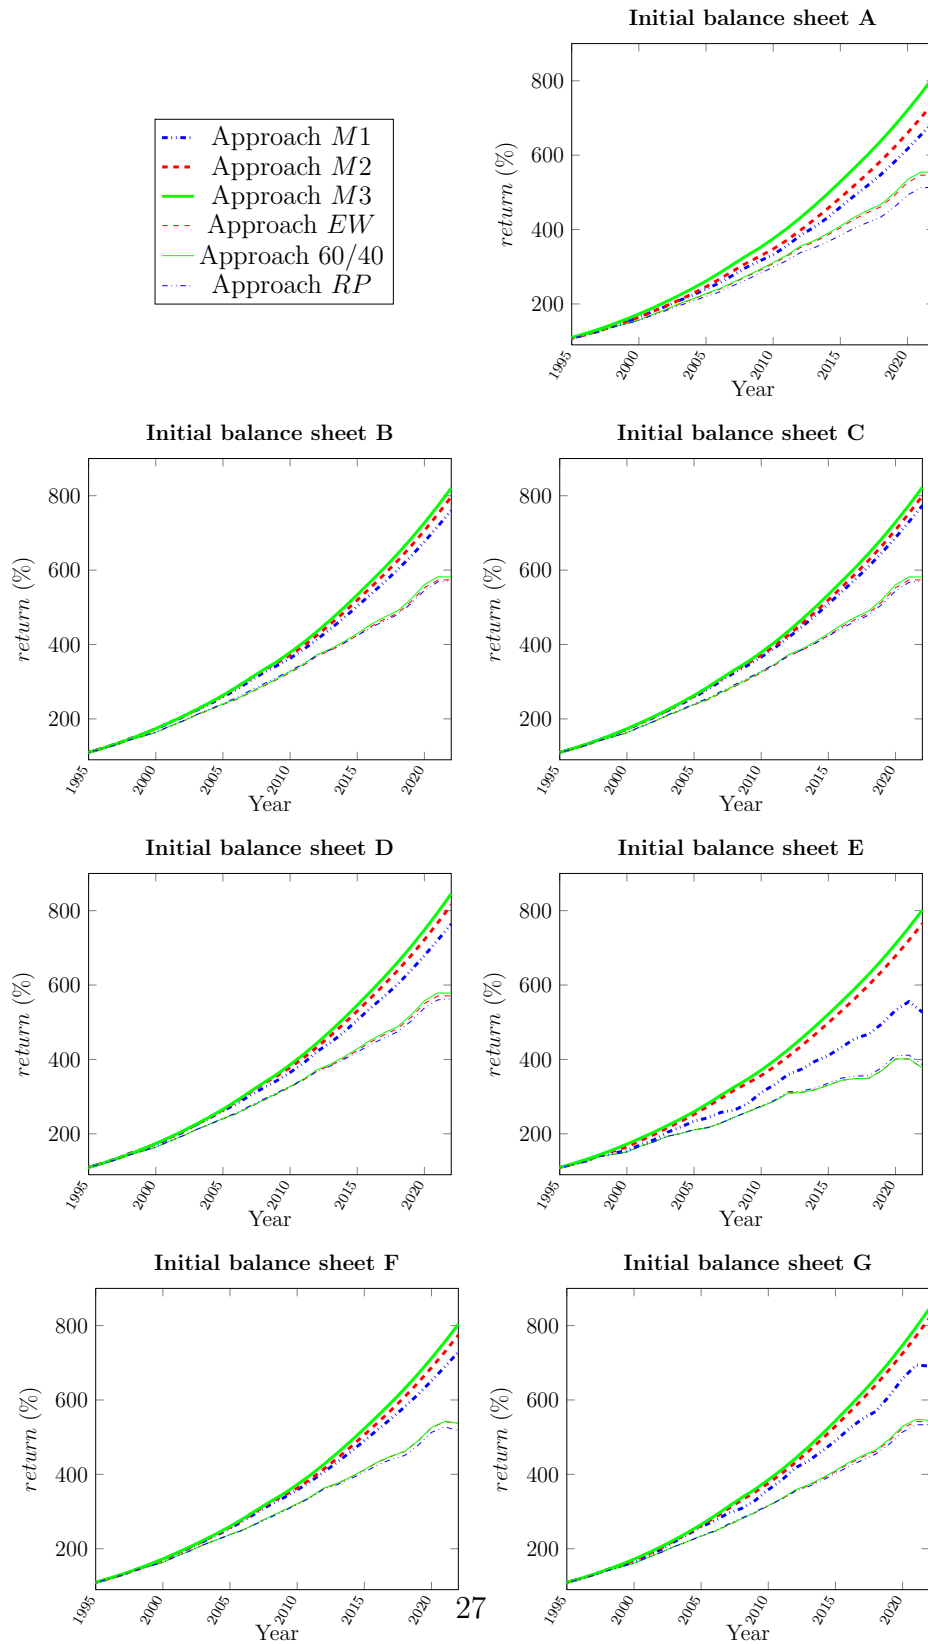 Initial balance sheet A
Approach M1
Approach M2
Approach M3
Approach EW
Approach 60/40
Approach RP
return (%)
800
600
400
200
1995
2000
2005
2010
2015
2020
Year
Initial balance sheet B
return (%)
800
600
400
200
1995
2000
2005
2010
2015
2020
Year
Initial balance sheet C
return (%)
800
600
400
200
1995
2000
2005
2010
2015
2020
Year
Initial balance sheet D
return (%)
800
600
400
200
1995
2000
2005
2010
2015
2020
Year
Initial balance sheet E
return (%)
800
600
400
200
1995
2000
2005
2010
2015
2020
Year
Initial balance sheet F
return (%)
800
600
400
200
1995
2000
2005
2010
2015
2020
Year
Initial balance sheet G
return (%)
800
600
400
200
1995
2000
2005
2010
2015
2020
Year
27